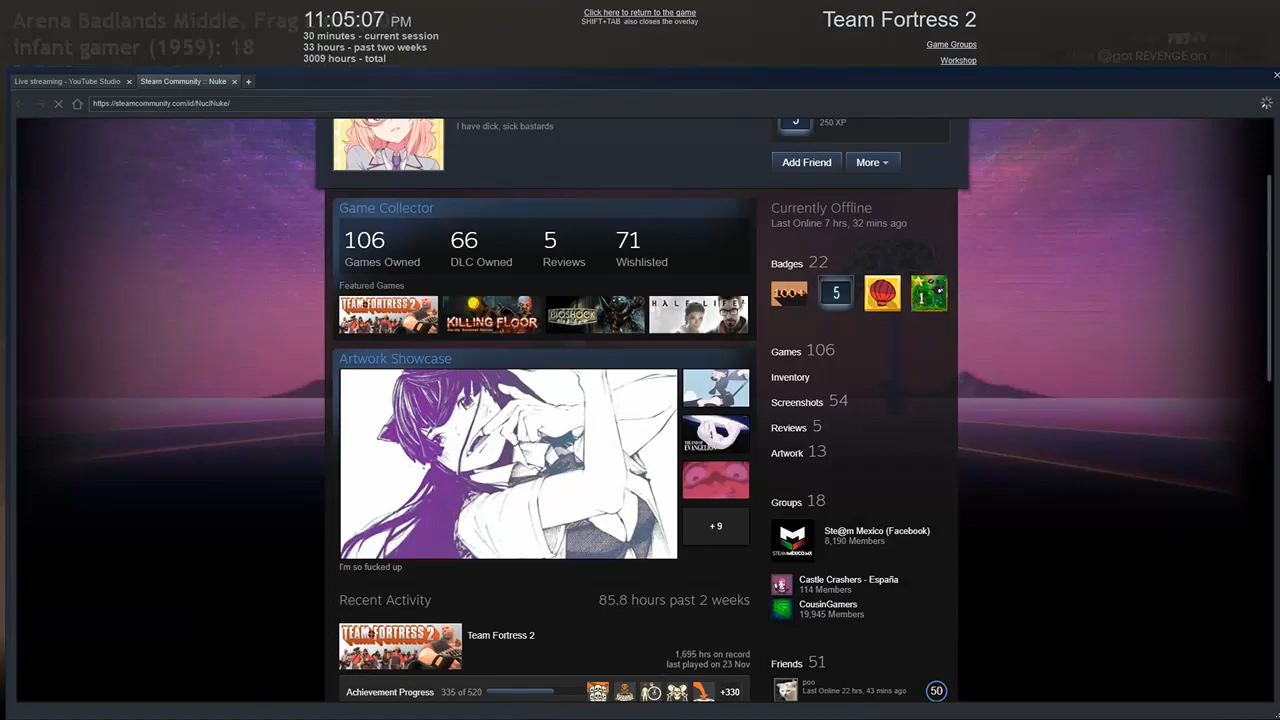 Arena Badlands Middle, Frag
infant gamer (1959): 18
11:05:07 PM
30 minutes - current session
33 hours - past two weeks
3009 hours - total
Click here to return to the game
SHIFT+TAB also closes the overlay
Team Fortress 2
Game Groups
Workshop
@got REVENGE on
Live streaming - YouTube Studio
Steam Community :: Nuke
https://steamcommunity.com/id/NuclNuke/
I have dick, sick bastards
5
250 XP
Add Friend
More
Game Collector
106
66
5
71
Games Owned
DLC Owned
Reviews
Wishlisted
Featured Games
TEAM FORTRESS 2
KILLING FLOOR
BIOSHOCK
HALF-LIFE 2
Artwork Showcase
THE END OF
EVANGELION
+ 9
I'm so fucked up
Recent Activity
85.8 hours past 2 weeks
TEAM FORTRESS 2
Team Fortress 2
1,695 hrs on record
last played on 23 Nov
Achievement Progress
335 of 520
+330
Currently Offline
Last Online 7 hrs, 32 mins ago
Badges 22
100+
5
1
Games 106
Inventory
Screenshots 54
Reviews 5
Artwork 13
Groups 18
STEAMMEXICO.MX
Ste@m Mexico (Facebook)
8,190 Members
Castle Crashers - España
114 Members
CousinGamers
19,945 Members
Friends 51
poo
Last Online 22 hrs, 43 mins ago
50